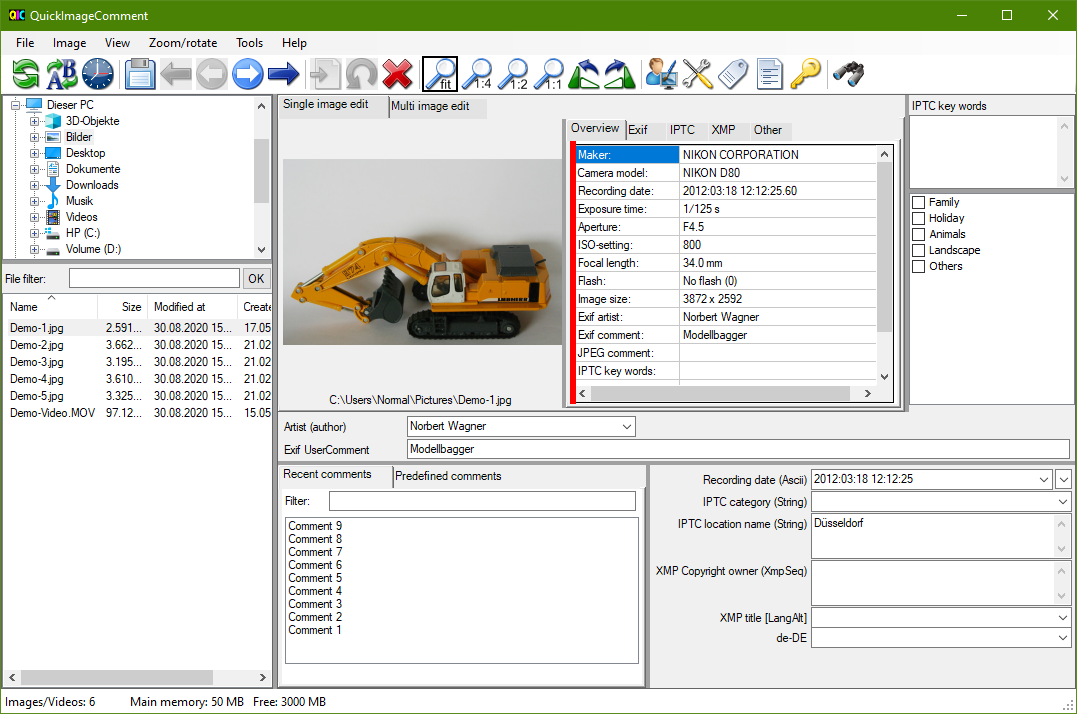 QIC QuickImageComment
File Image View Zoom/rotate Tools Help
fit 1:4 1:2 1:1
Dieser PC
3D-Objekte
Bilder
Desktop
Dokumente
Downloads
Musik
Videos
HP (C:)
Volume (D:)
File filter: OK
Name Size Modified at Create
Demo-1.jpg 2.591... 30.08.2020 15... 17.05
Demo-2.jpg 3.662... 30.08.2020 15... 21.02
Demo-3.jpg 3.195... 30.08.2020 15... 21.02
Demo-4.jpg 3.610... 30.08.2020 15... 21.02
Demo-5.jpg 3.325... 30.08.2020 15... 21.02
Demo-Video.MOV 97.12... 30.08.2020 15... 15.05
Single image edit Multi image edit
LIEBHERR
C:\Users\Normal\Pictures\Demo-1.jpg
Overview Exif IPTC XMP Other
Maker: NIKON CORPORATION
Camera model: NIKON D80
Recording date: 2012:03:18 12:12:25.60
Exposure time: 1/125 s
Aperture: F4.5
ISO-setting: 800
Focal length: 34.0 mm
Flash: No flash (0)
Image size: 3872 x 2592
Exif artist: Norbert Wagner
Exif comment: Modellbagger
JPEG comment:
IPTC key words:
IPTC key words
Family
Holiday
Animals
Landscape
Others
Artist (author) Norbert Wagner
Exif UserComment Modellbagger
Recent comments Predefined comments
Filter:
Comment 9
Comment 8
Comment 7
Comment 6
Comment 5
Comment 4
Comment 3
Comment 2
Comment 1
Recording date (Ascii) 2012:03:18 12:12:25
IPTC category (String)
IPTC location name (String) Düsseldorf
XMP Copyright owner (XmpSeq)
XMP title [LangAlt]
de-DE
Images/Videos: 6 Main memory: 50 MB Free: 3000 MB